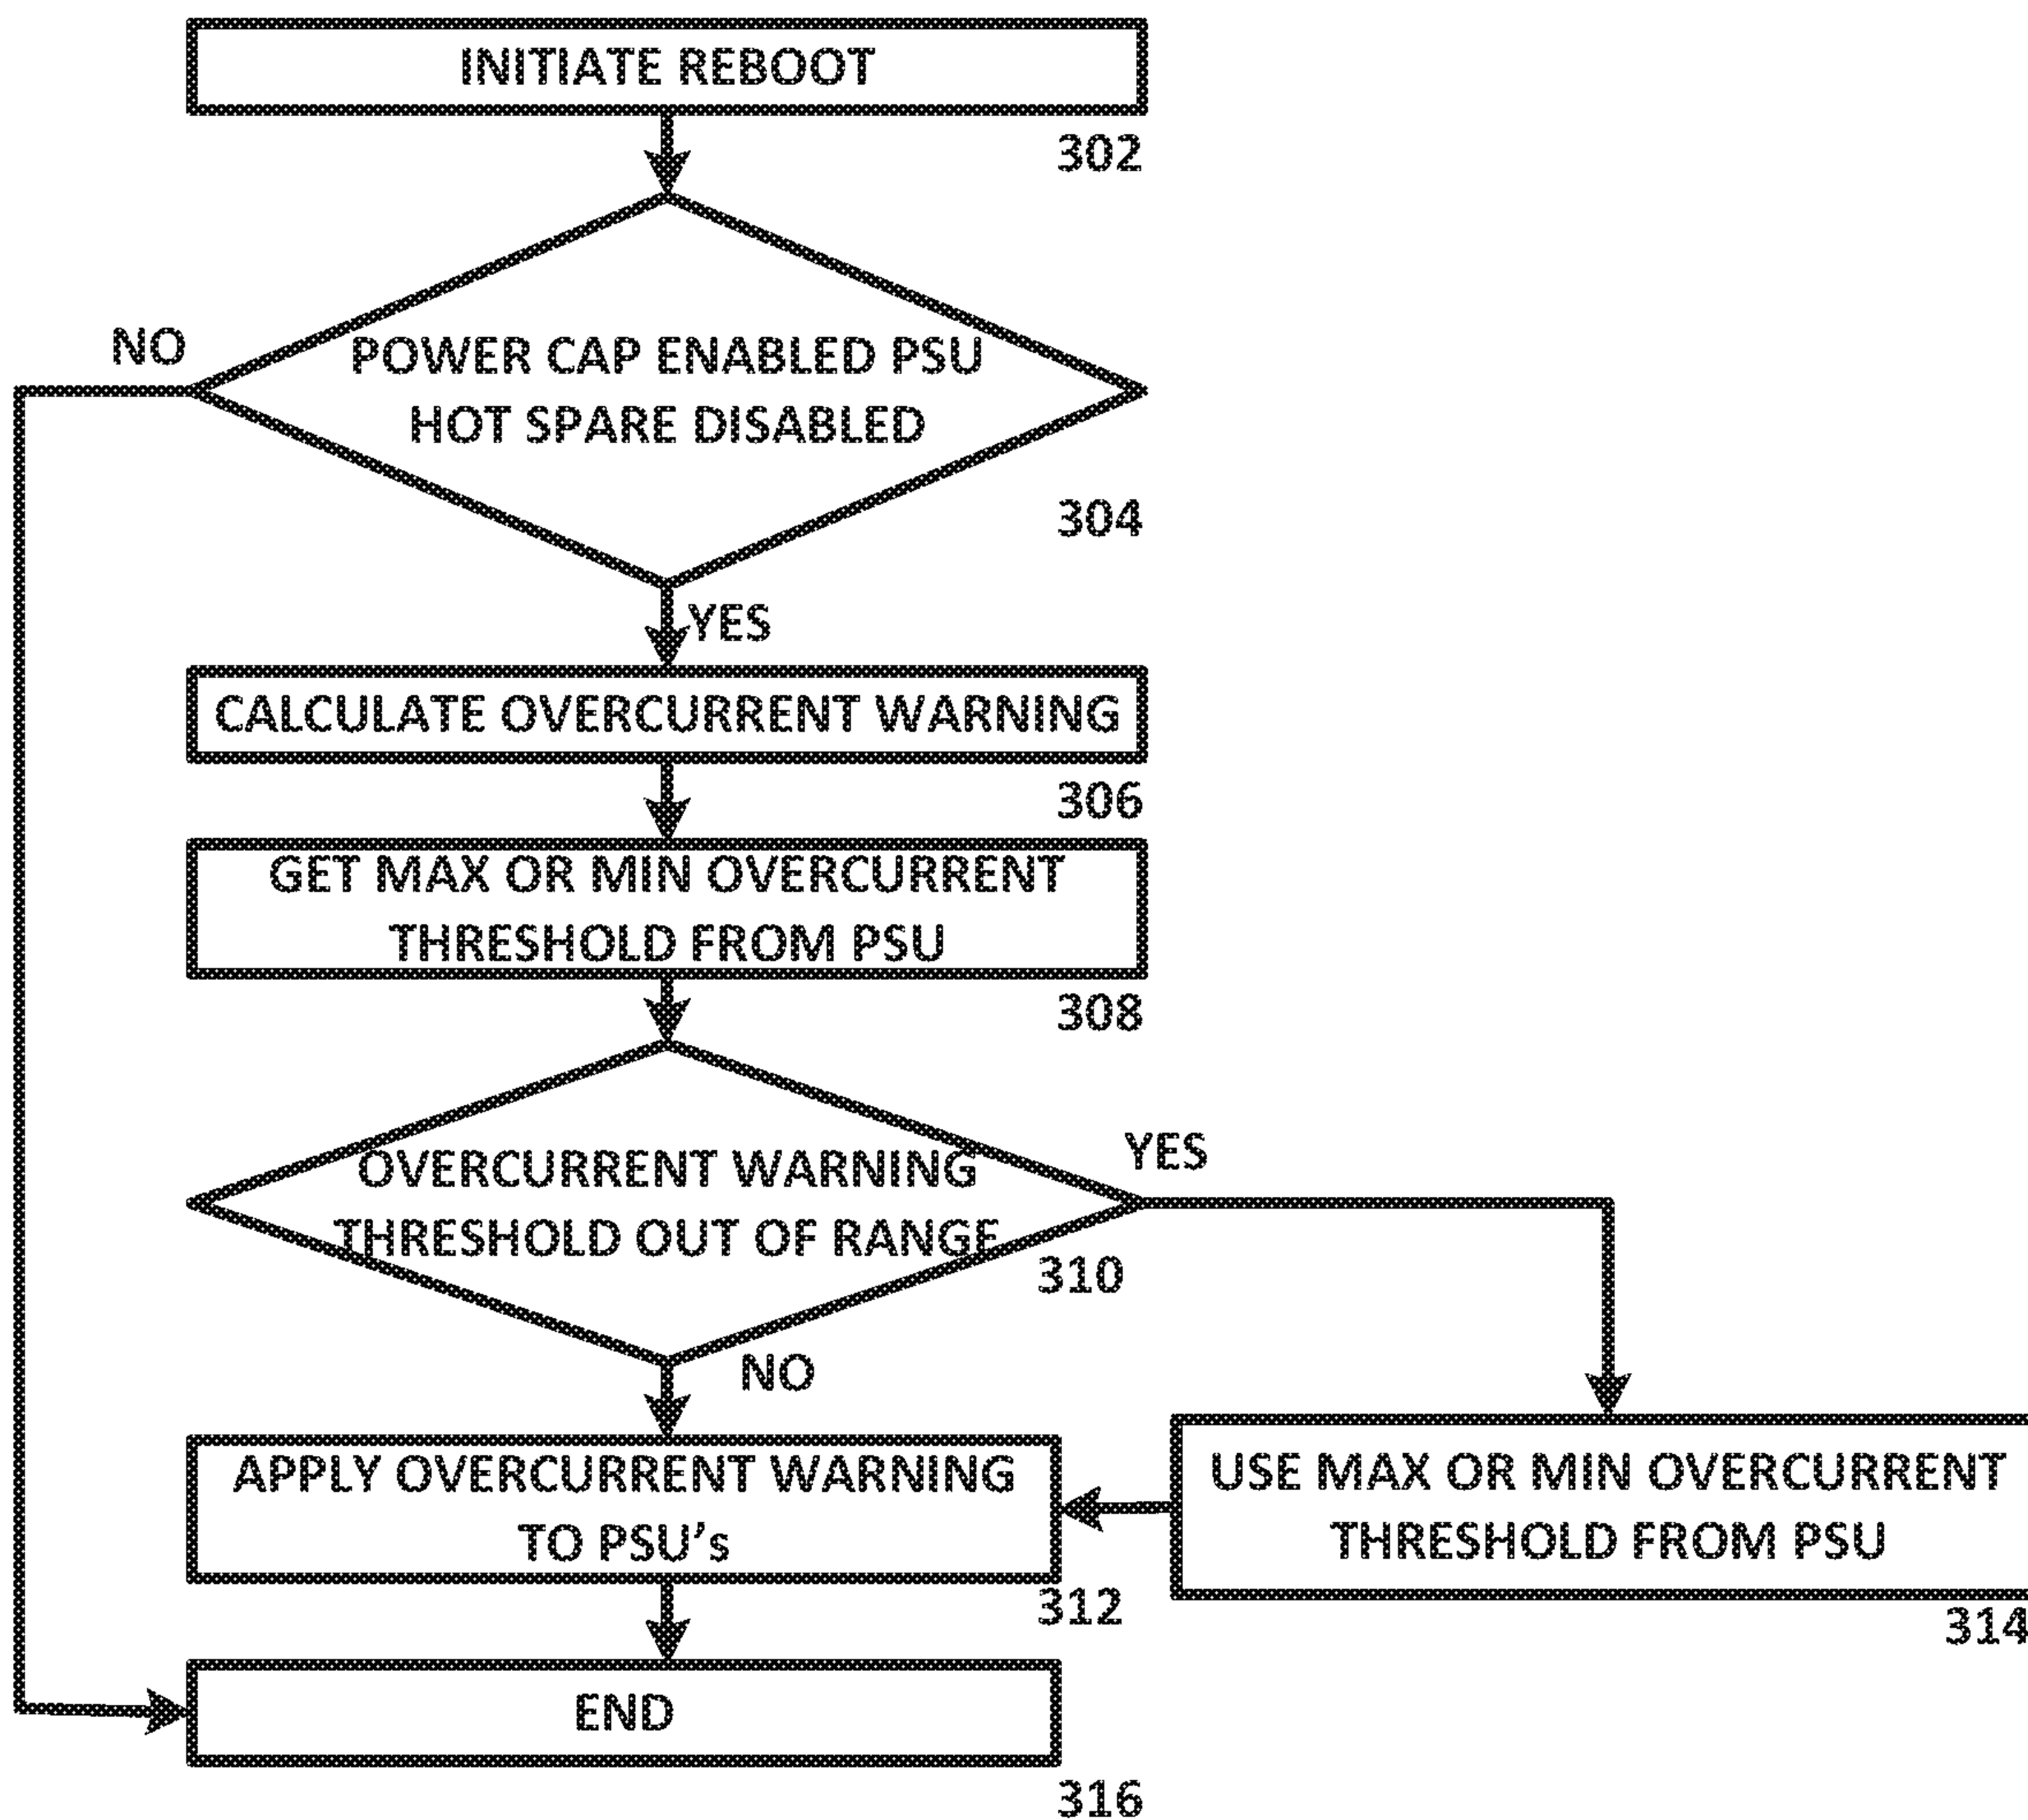 INITIATE REBOOT
302
NO
POWER CAP ENABLED PSU
HOT SPARE DISABLED
304
YES
CALCULATE OVERCURRENT WARNING
306
GET MAX OR MIN OVERCURRENT
THRESHOLD FROM PSU
308
OVERCURRENT WARNING
THRESHOLD OUT OF RANGE
YES
310
NO
APPLY OVERCURRENT WARNING
TO PSU's
312
USE MAX OR MIN OVERCURRENT
THRESHOLD FROM PSU
314
END
316